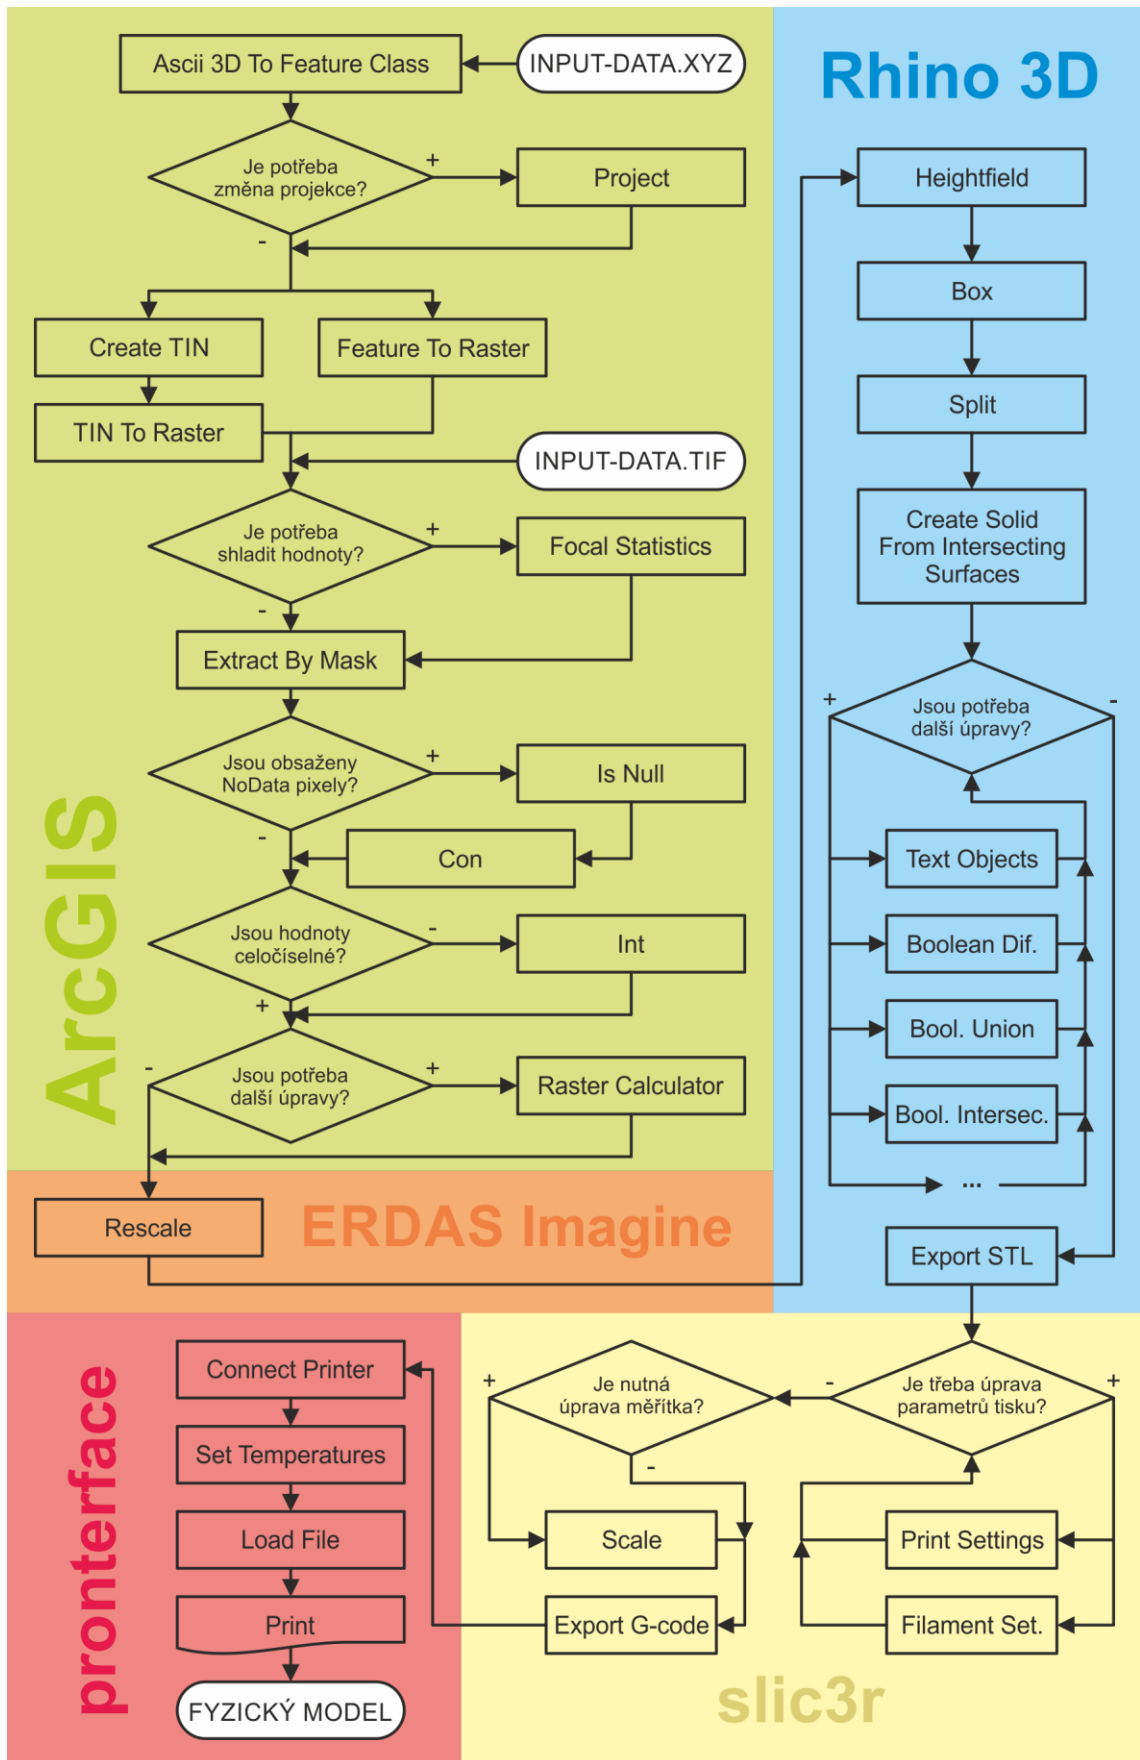 Ascii 3D To Feature Class
INPUT-DATA.XYZ
Je potřeba
změna projekce?
+
Project
-
Create TIN
Feature To Raster
TIN To Raster
INPUT-DATA.TIF
Je potřeba
shladit hodnoty?
+
Focal Statistics
-
Extract By Mask
Jsou obsaženy
NoData pixely?
+
Is Null
-
Con
Jsou hodnoty
celočíselné?
-
Int
+
Jsou potřeba
další úpravy?
-
+
Raster Calculator
ArcGIS
Rescale
ERDAS Imagine
Rhino 3D
Heightfield
Box
Split
Create Solid
From Intersecting
Surfaces
+
Jsou potřeba
další úpravy?
-
Text Objects
Boolean Dif.
Bool. Union
Bool. Intersec.
...
Export STL
Je třeba úprava
parametrů tisku?
-
+
Print Settings
Filament Set.
Je nutná
úprava měřítka?
+
-
Scale
Export G-code
slic3r
Connect Printer
Set Temperatures
Load File
Print
FYZICKÝ MODEL
pronterface